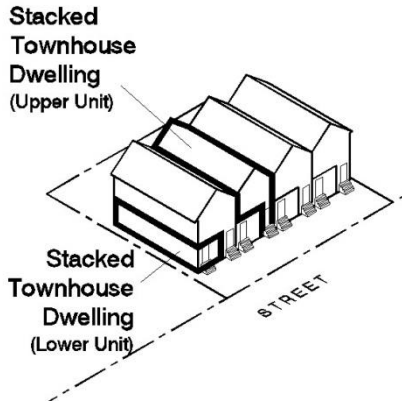 Stacked
Townhouse
Dwelling
(Upper Unit)
Stacked
Townhouse
Dwelling
(Lower Unit)
STREET